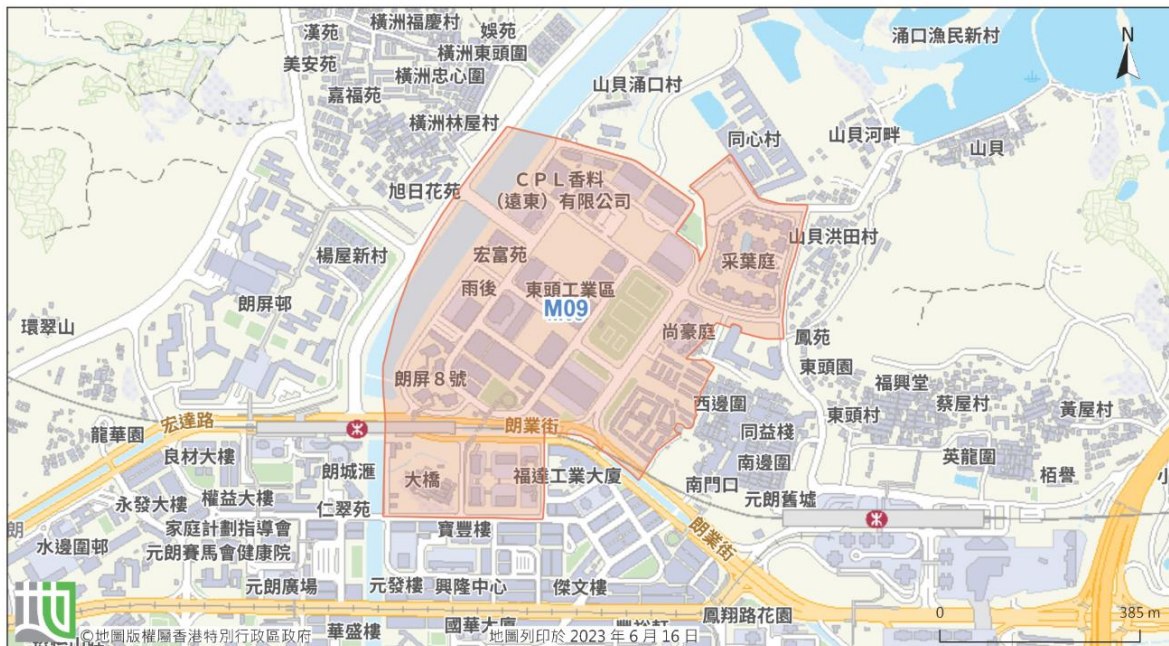 漢苑
橫洲福慶村
娛苑
橫洲東頭圍
美安苑
橫洲忠心圍
嘉福苑
橫洲林屋村
涌口漁民新村
N
山貝涌口村
同心村
山貝河畔
山貝
旭日花苑
ＣＰＬ香料
（遠東）有限公司
楊屋新村
宏富苑
采葉庭
山貝洪田村
朗屏邨
雨後
東頭工業區
M09
環翠山
尚豪庭
鳳苑
東頭園
朗屏８號
福興堂
西邊圍
東頭村
蔡屋村
黃屋村
龍華園
宏達路
朗業街
同益棧
良材大樓
朗城滙
大橋
福達工業大廈
南邊圍
英龍圍
栢譽
小
永發大樓
權益大樓
仁翠苑
南門口
元朗舊墟
朗
家庭計劃指導會
寶豐樓
朗業街
水邊圍邨
元朗賽馬會健康院
元朗廣場
元發樓
興隆中心
傑文樓
鳳翔路花園
0
385 m
©地圖版權屬香港特別行政區政府
華盛樓
國華大廈
地圖列印於 2023 年 6 月 16 日